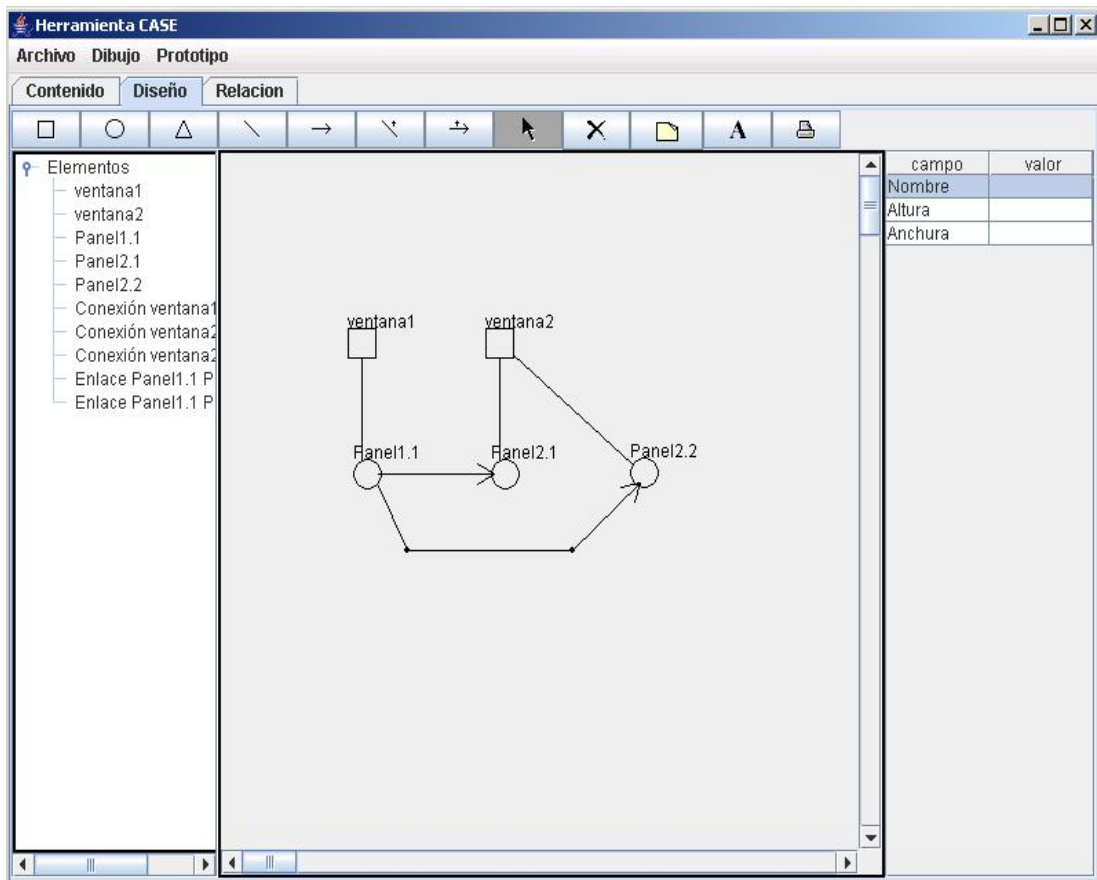 Herramienta CASE
Archivo Dibujo Prototipo
Contenido Diseño Relacion
A
Elementos
ventana1
ventana2
Panel1.1
Panel2.1
Panel2.2
Conexión ventana1
Conexión ventana2
Conexión ventana2
Enlace Panel1.1 P
Enlace Panel1.1 P
ventana1 ventana2
Panel1.1 Panel2.1 Panel2.2
campo valor
Nombre
Altura
Anchura